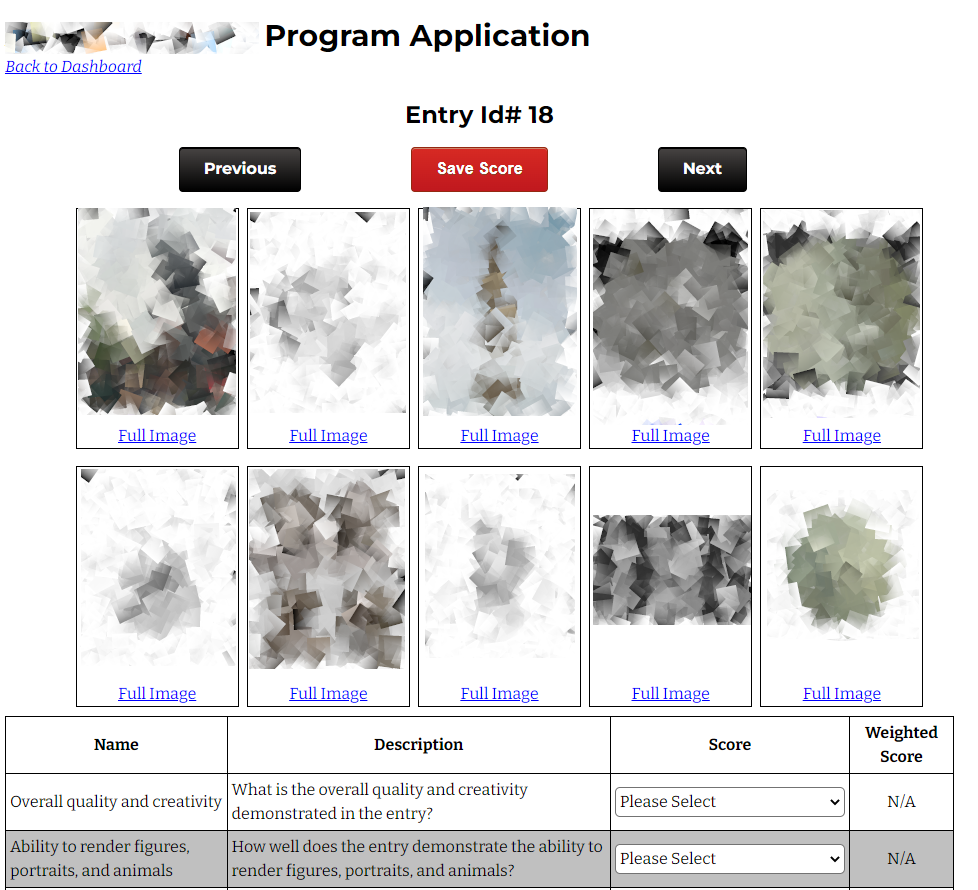 Program Application
Back to Dashboard
Entry Id# 18
Previous
Save Score
Next
Full Image
Full Image
Full Image
Full Image
Full Image
Full Image
Full Image
Full Image
Full Image
Full Image
Name
Description
Score
Weighted
Score
Overall quality and creativity
What is the overall quality and creativity
demonstrated in the entry?
Please Select
N/A
Ability to render figures,
portraits, and animals
How well does the entry demonstrate the ability to
render figures, portraits, and animals?
Please Select
N/A